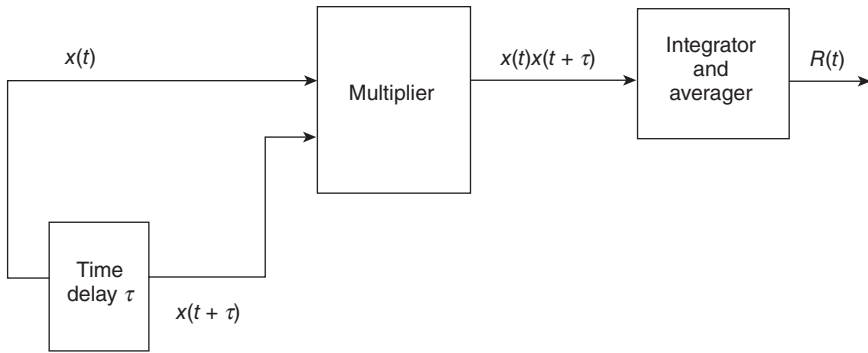 x(t)
Multiplier
x(t)x(t + τ)
Integrator
and
averager
R(t)
Time
delay τ
x(t + τ)